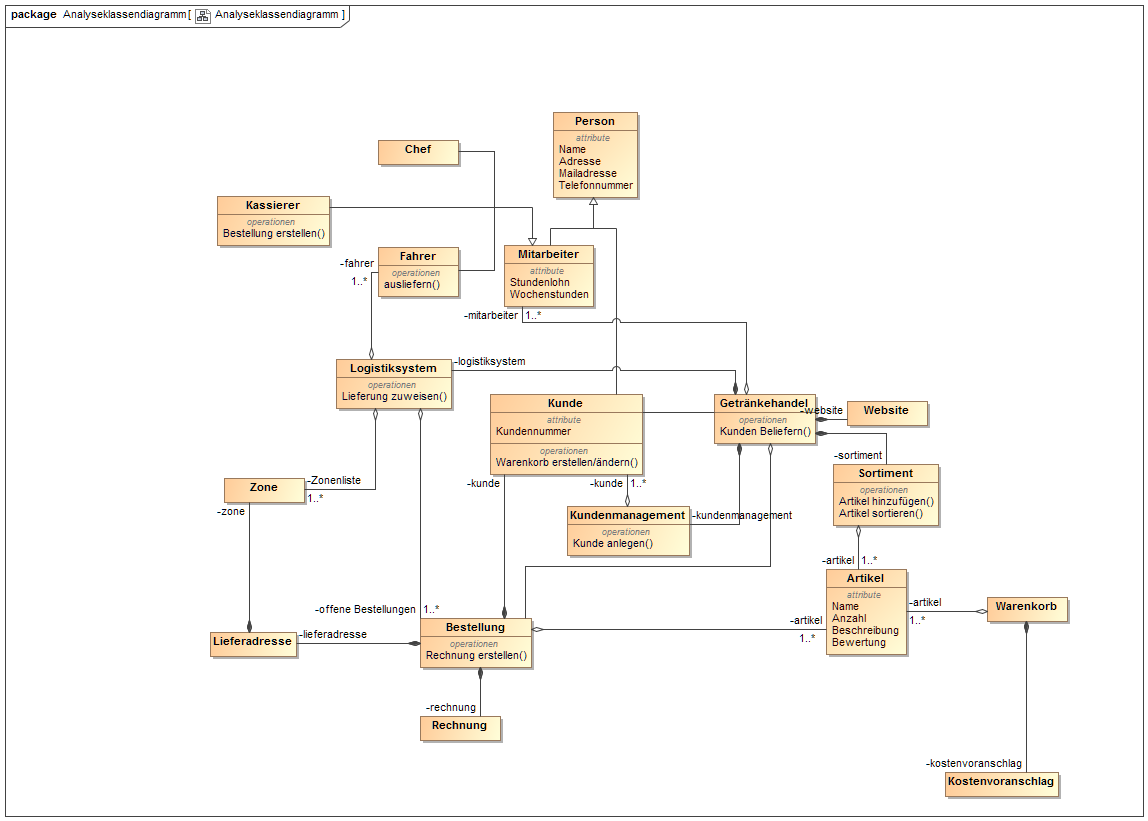 package Analyseklassendiagramm[ Analyseklassendiagramm ]
Person
attribute
Name
Adresse
Mailadresse
Telefonnummer
Chef
Kassierer
operationen
Bestellung erstellen()
Fahrer
operationen
ausliefern()
-fahrer
1..*
Mitarbeiter
attribute
Stundenlohn
Wochenstunden
-mitarbeiter
1..*
Logistiksystem
operationen
Lieferung zuweisen()
-logistiksystem
Kunde
attribute
Kundennummer
operationen
Warenkorb erstellen/ändern()
Getränkehandel
operationen
Kunden Beliefern()
-website
Website
-sortiment
Sortiment
operationen
Artikel hinzufügen()
Artikel sortieren()
Zone
-Zonenliste
1..*
-zone
-kunde
-kunde
1..*
Kundenmanagement
operationen
Kunde anlegen()
-kundenmanagement
-artikel
1..*
Artikel
attribute
Name
Anzahl
Beschreibung
Bewertung
-artikel
1..*
Warenkorb
-offene Bestellungen
1..*
Bestellung
operationen
Rechnung erstellen()
-artikel
1..*
Lieferadresse
-lieferadresse
-rechnung
Rechnung
-kostenvoranschlag
Kostenvoranschlag